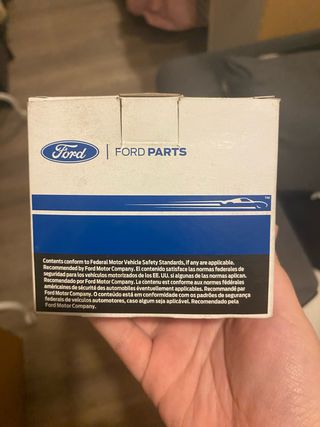 Ford | FORD PARTS
™
Contents conform to Federal Motor Vehicle Safety Standards, if any are applicable.
Recommended by Ford Motor Company. El contenido satisface las normas federales de
seguridad para los vehículos motorizados de los EE. UU. si algunas de ellas aplican.
Recomendado por Ford Motor Company. Le contenu est conforme aux normes fédérales
américaines de sécurité des automobiles éventuellement applicables. Recommandé par
Ford Motor Company. O conteúdo está em conformidade com os padrões de segurança
federais de veículos automotores, caso algum seja aplicável. Recomendado pela
Ford Motor Company.